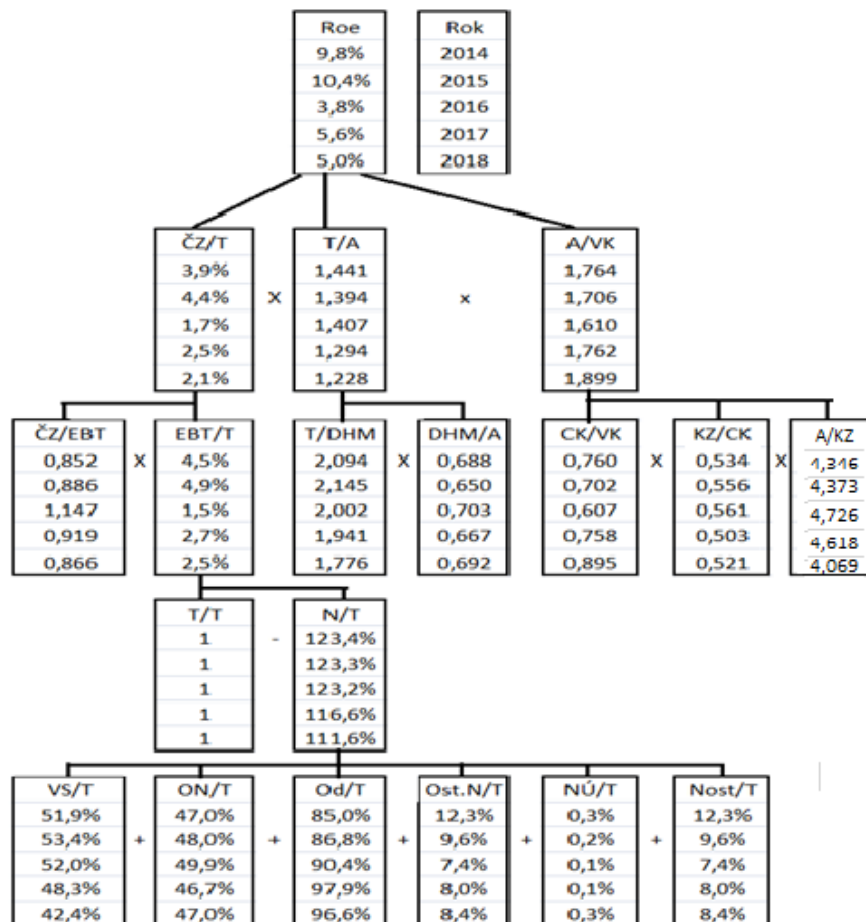 Roe Rok
9,8% 2014
10,4% 2015
3,8% 2016
5,6% 2017
5,0% 2018
ČZ/T T/A A/VK
3,9% 1,441 1,764
4,4% X 1,394 x 1,706
1,7% 1,407 1,610
2,5% 1,294 1,762
2,1% 1,228 1,899
ČZ/EBT EBT/T T/DHM DHM/A CK/VK KZ/CK A/KZ
0,852 X 4,5% 2,094 X 0,688 0,760 X 0,534 X 4,346
0,886 4,9% 2,145 0,650 0,702 0,556 4,373
1,147 1,5% 2,002 0,703 0,607 0,561 4,726
0,919 2,7% 1,941 0,667 0,758 0,503 4,618
0,866 2,5% 1,776 0,692 0,895 0,521 4,069
T/T N/T
1 - 123,4%
1 123,3%
1 123,2%
1 116,6%
1 111,6%
VS/T ON/T Od/T Ost.N/T NÚ/T Nost/T
51,9% 47,0% 85,0% 12,3% 0,3% 12,3%
53,4% + 48,0% + 86,8% + 9,6% + 0,2% + 9,6%
52,0% 49,9% 90,4% 7,4% 0,1% 7,4%
48,3% 46,7% 97,9% 8,0% 0,1% 8,0%
42,4% 47,0% 96,6% 8,4% 0,3% 8,4%